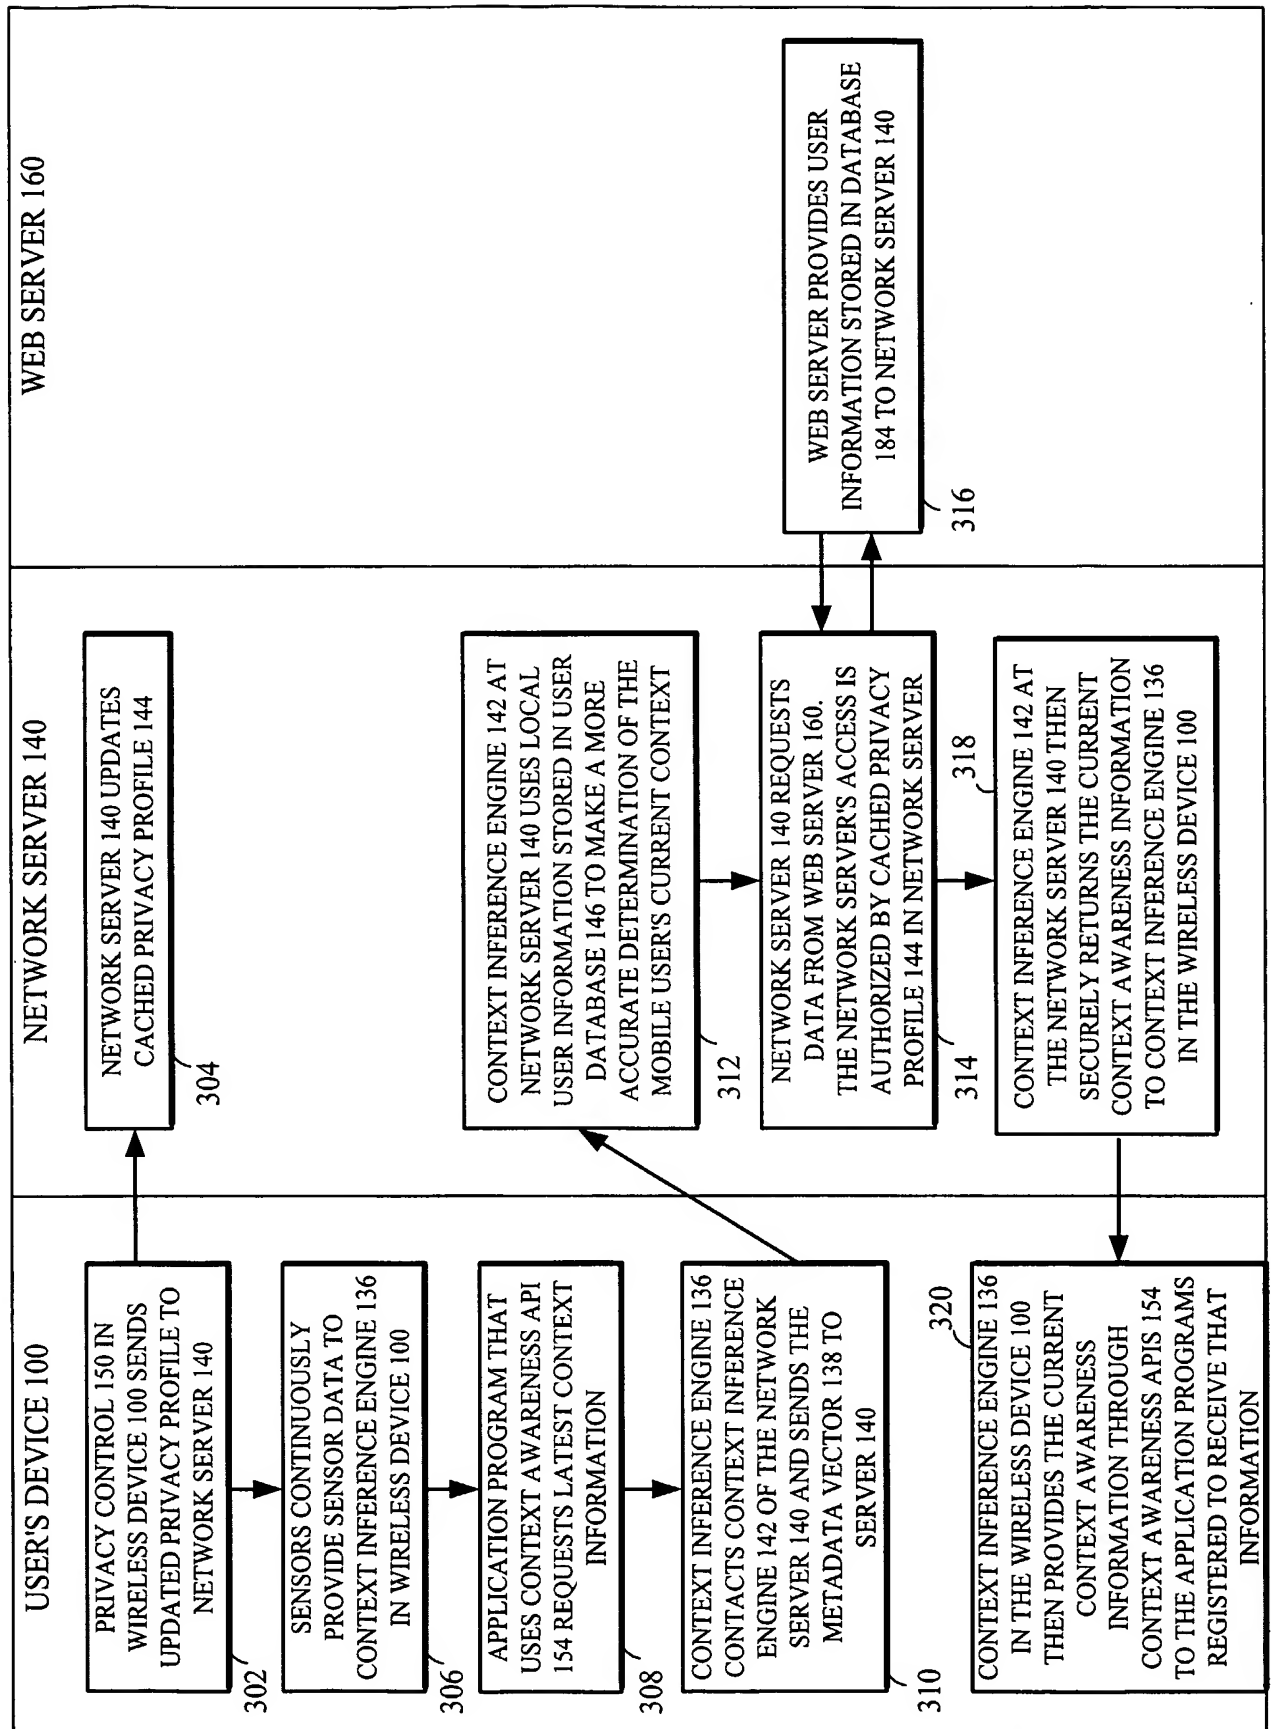 USER'S DEVICE 100
PRIVACY CONTROL 150 IN
WIRELESS DEVICE 100 SENDS
UPDATED PRIVACY PROFILE TO
NETWORK SERVER 140
302
SENSORS CONTINUOUSLY
PROVIDE SENSOR DATA TO
CONTEXT INFERENCE ENGINE 136
IN WIRELESS DEVICE 100
306
APPLICATION PROGRAM THAT
USES CONTEXT AWARENESS API
154 REQUESTS LATEST CONTEXT
INFORMATION
308
CONTEXT INFERENCE ENGINE 136
CONTACTS CONTEXT INFERENCE
ENGINE 142 OF THE NETWORK
SERVER 140 AND SENDS THE
METADATA VECTOR 138 TO
SERVER 140
310
320
CONTEXT INFERENCE ENGINE 136
IN THE WIRELESS DEVICE 100
THEN PROVIDES THE CURRENT
CONTEXT AWARENESS
INFORMATION THROUGH
CONTEXT AWARENESS APIS 154
TO THE APPLICATION PROGRAMS
REGISTERED TO RECEIVE THAT
INFORMATION
NETWORK SERVER 140
NETWORK SERVER 140 UPDATES
CACHED PRIVACY PROFILE 144
304
CONTEXT INFERENCE ENGINE 142 AT
NETWORK SERVER 140 USES LOCAL
USER INFORMATION STORED IN USER
DATABASE 146 TO MAKE A MORE
ACCURATE DETERMINATION OF THE
MOBILE USER'S CURRENT CONTEXT
312
NETWORK SERVER 140 REQUESTS
DATA FROM WEB SERVER 160.
THE NETWORK SERVER'S ACCESS IS
AUTHORIZED BY CACHED PRIVACY
PROFILE 144 IN NETWORK SERVER
314
318
CONTEXT INFERENCE ENGINE 142 AT
THE NETWORK SERVER 140 THEN
SECURELY RETURNS THE CURRENT
CONTEXT AWARENESS INFORMATION
TO CONTEXT INFERENCE ENGINE 136
IN THE WIRELESS DEVICE 100
WEB SERVER 160
WEB SERVER PROVIDES USER
INFORMATION STORED IN DATABASE
184 TO NETWORK SERVER 140
316